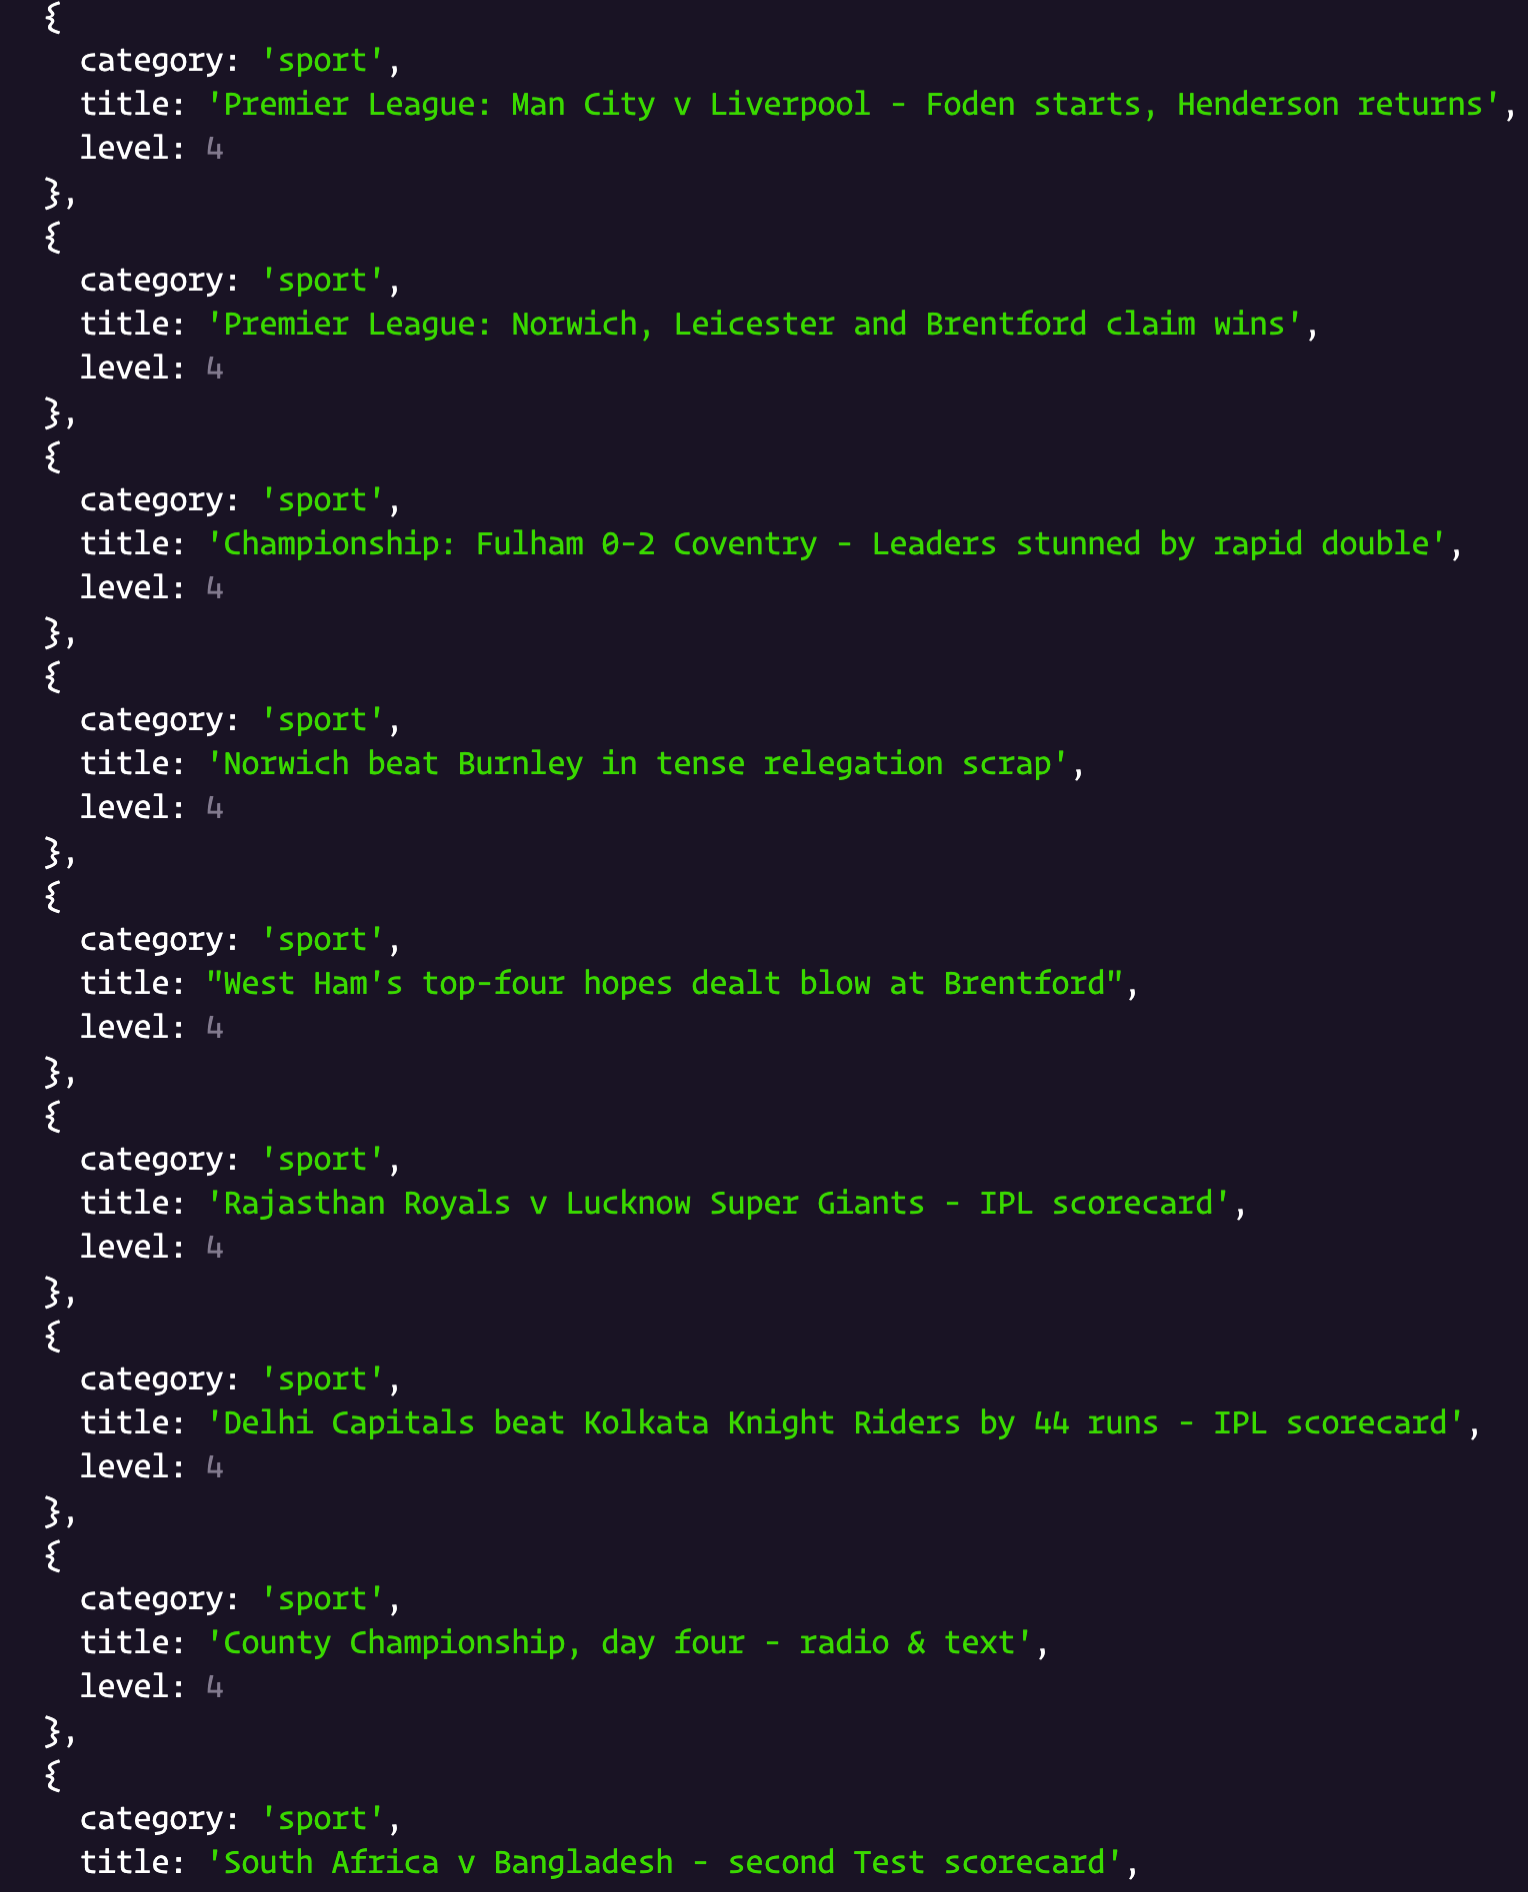 {
category: 'sport',
title: 'Premier League: Man City v Liverpool - Foden starts, Henderson returns',
level: 4
},
{
category: 'sport',
title: 'Premier League: Norwich, Leicester and Brentford claim wins',
level: 4
},
{
category: 'sport',
title: 'Championship: Fulham 0-2 Coventry - Leaders stunned by rapid double',
level: 4
},
{
category: 'sport',
title: 'Norwich beat Burnley in tense relegation scrap',
level: 4
},
{
category: 'sport',
title: "West Ham's top-four hopes dealt blow at Brentford",
level: 4
},
{
category: 'sport',
title: 'Rajasthan Royals v Lucknow Super Giants - IPL scorecard',
level: 4
},
{
category: 'sport',
title: 'Delhi Capitals beat Kolkata Knight Riders by 44 runs - IPL scorecard',
level: 4
},
{
category: 'sport',
title: 'County Championship, day four - radio & text',
level: 4
},
{
category: 'sport',
title: 'South Africa v Bangladesh - second Test scorecard',